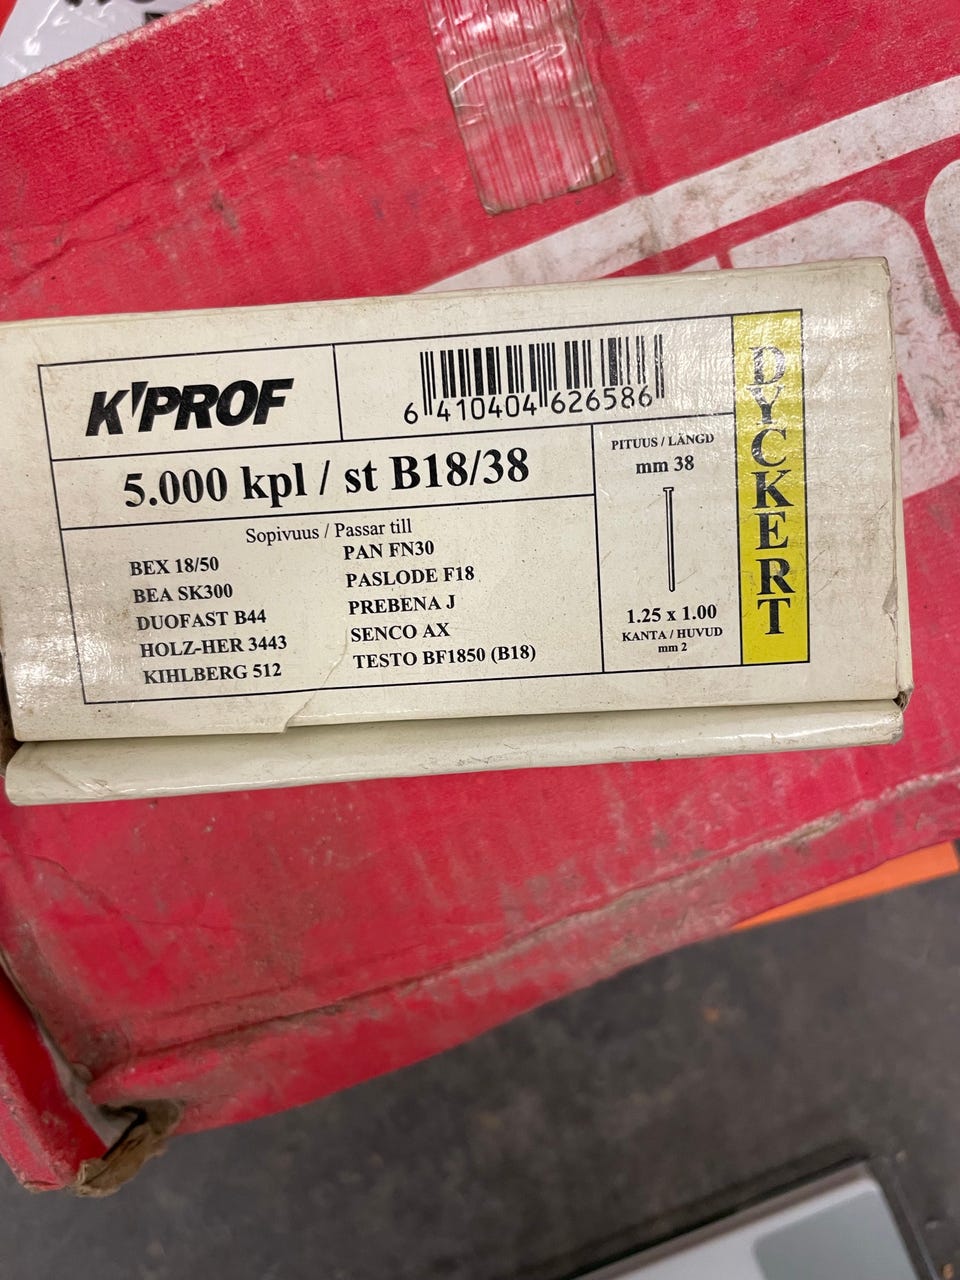 K'PROF
6 410404 626586
5.000 kpl / st B18/38
Sopivuus / Passar till
BEX 18/50
BEA SK300
DUOFAST B44
HOLZ-HER 3443
KIHLBERG 512
PAN FN30
PASLODE F18
PREBENA J
SENCO AX
TESTO BF1850 (B18)
PITUUS / LÄNGD
mm 38
1.25 x 1.00
KANTA / HUVUD
mm 2
DYCKERT